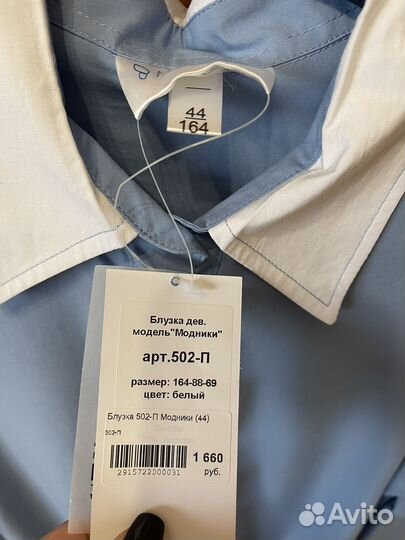 44
164
Блузка дев.
модель"Модники"
арт.502-П
размер: 164-88-69
цвет: белый
Блузка 502-П Модники (44)
502-П
1 660
руб.
2915722000031
Avito